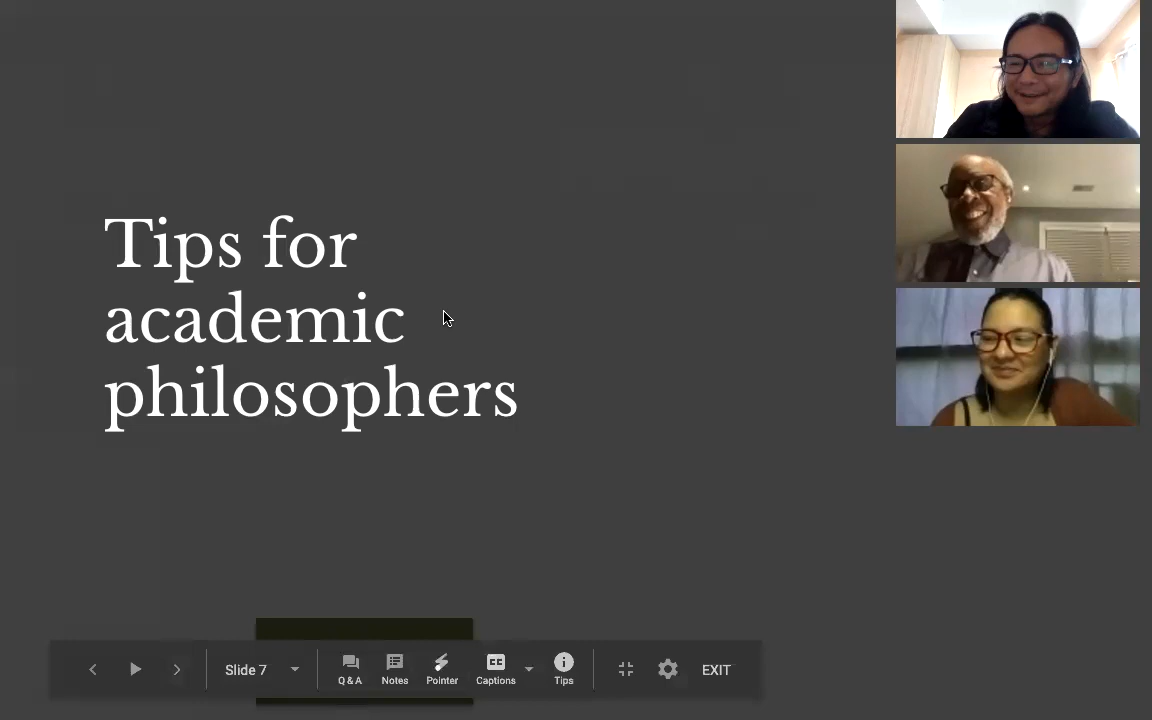 Tips for
academic
philosophers
Slide 7
Q & A
Notes
Pointer
Captions
Tips
EXIT